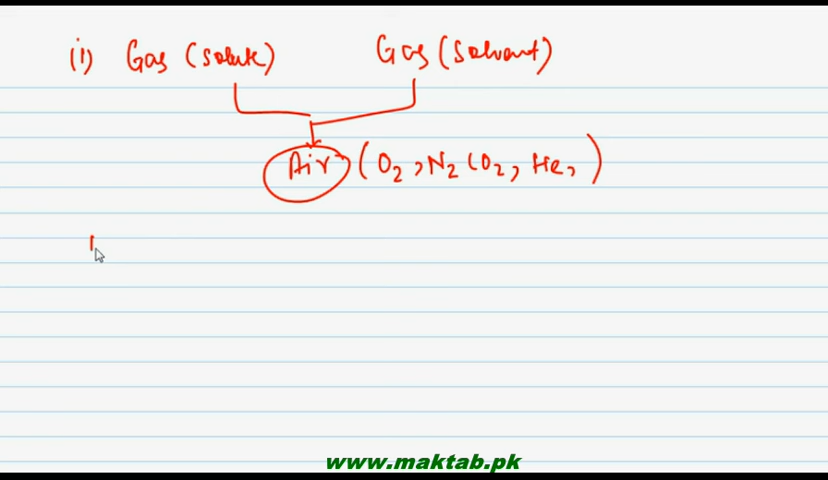 (i) Gas (Solute) Gas (Solvent)
Air (O2, N2 CO2, He,)
www.maktab.pk